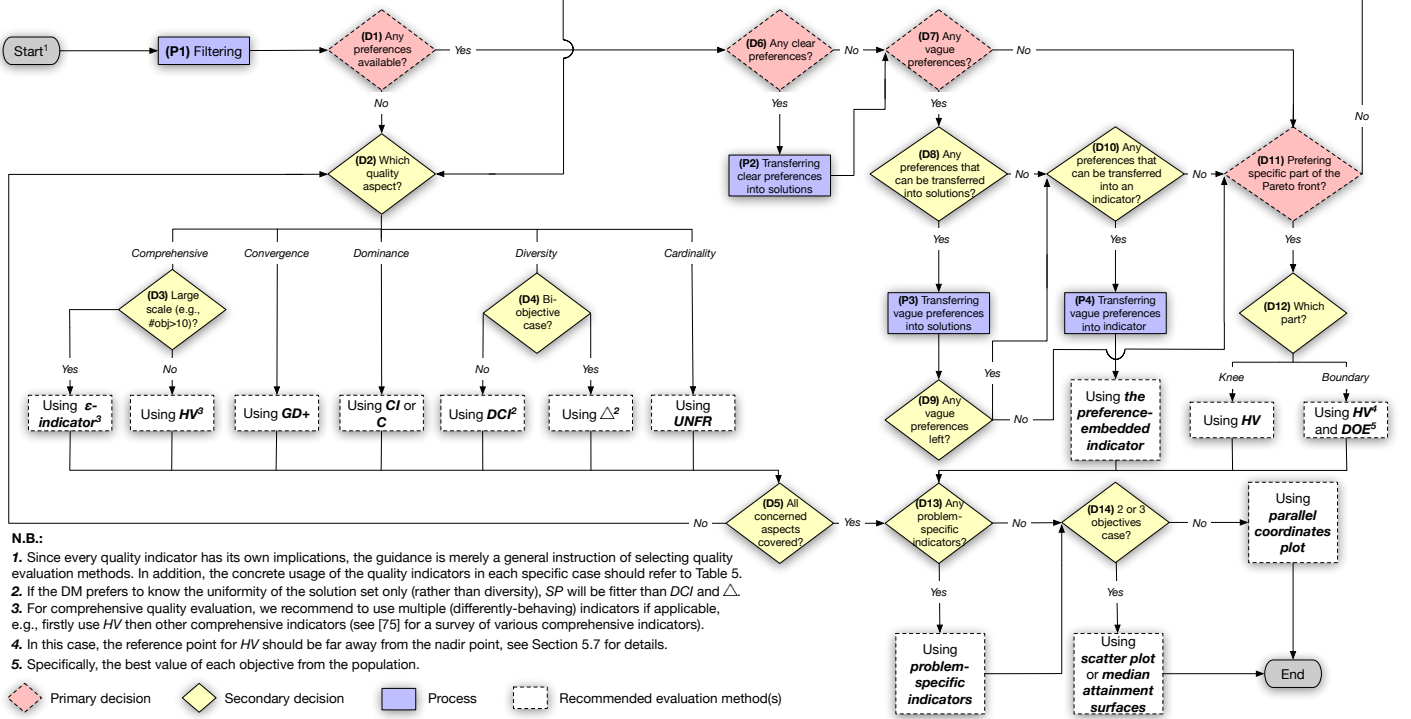 Start1
(P1) Filtering
(D1) Any
preferences
available?
Yes
(D6) Any clear
preferences?
No
(D7) Any
vague
preferences?
No
No
Yes
Yes
No
(D2) Which
quality
aspect?
(P2) Transferring
clear preferences
into solutions
(D8) Any
preferences that
can be transferred
into solutions?
No
(D10) Any
preferences that
can be transferred
into an
indicator?
No
(D11) Prefering
specific part of the
Pareto front?
Yes
Yes
Yes
Comprehensive
Convergence
Dominance
Diversity
Cardinality
(D3) Large
scale (e.g.,
#obj>10)?
(D4) Bi-
objective
case?
(P3) Transferring
vague preferences
into solutions
(P4) Transferring
vague preferences
into indicator
(D12) Which
part?
Yes
No
No
Yes
Yes
Knee
Boundary
Using ε-
indicator3
Using HV3
Using GD+
Using CI or
C
Using DCI2
Using △2
Using
UNFR
(D9) Any
vague
preferences
left?
No
Using the
preference-
embedded
indicator
Using HV
Using HV4
and DOE5
No
(D5) All
concerned
aspects
covered?
Yes
(D13) Any
problem-
specific
indicators?
No
(D14) 2 or 3
objectives
case?
No
Using
parallel
coordinates
plot
Yes
Yes
Using
problem-
specific
indicators
Using
scatter plot
or median
attainment
surfaces
End
N.B.:
1. Since every quality indicator has its own implications, the guidance is merely a general instruction of selecting quality
evaluation methods. In addition, the concrete usage of the quality indicators in each specific case should refer to Table 5.
2. If the DM prefers to know the uniformity of the solution set only (rather than diversity), SP will be fitter than DCI and △.
3. For comprehensive quality evaluation, we recommend to use multiple (differently-behaving) indicators if applicable,
e.g., firstly use HV then other comprehensive indicators (see [75] for a survey of various comprehensive indicators).
4. In this case, the reference point for HV should be far away from the nadir point, see Section 5.7 for details.
5. Specifically, the best value of each objective from the population.
Primary decision
Secondary decision
Process
Recommended evaluation method(s)